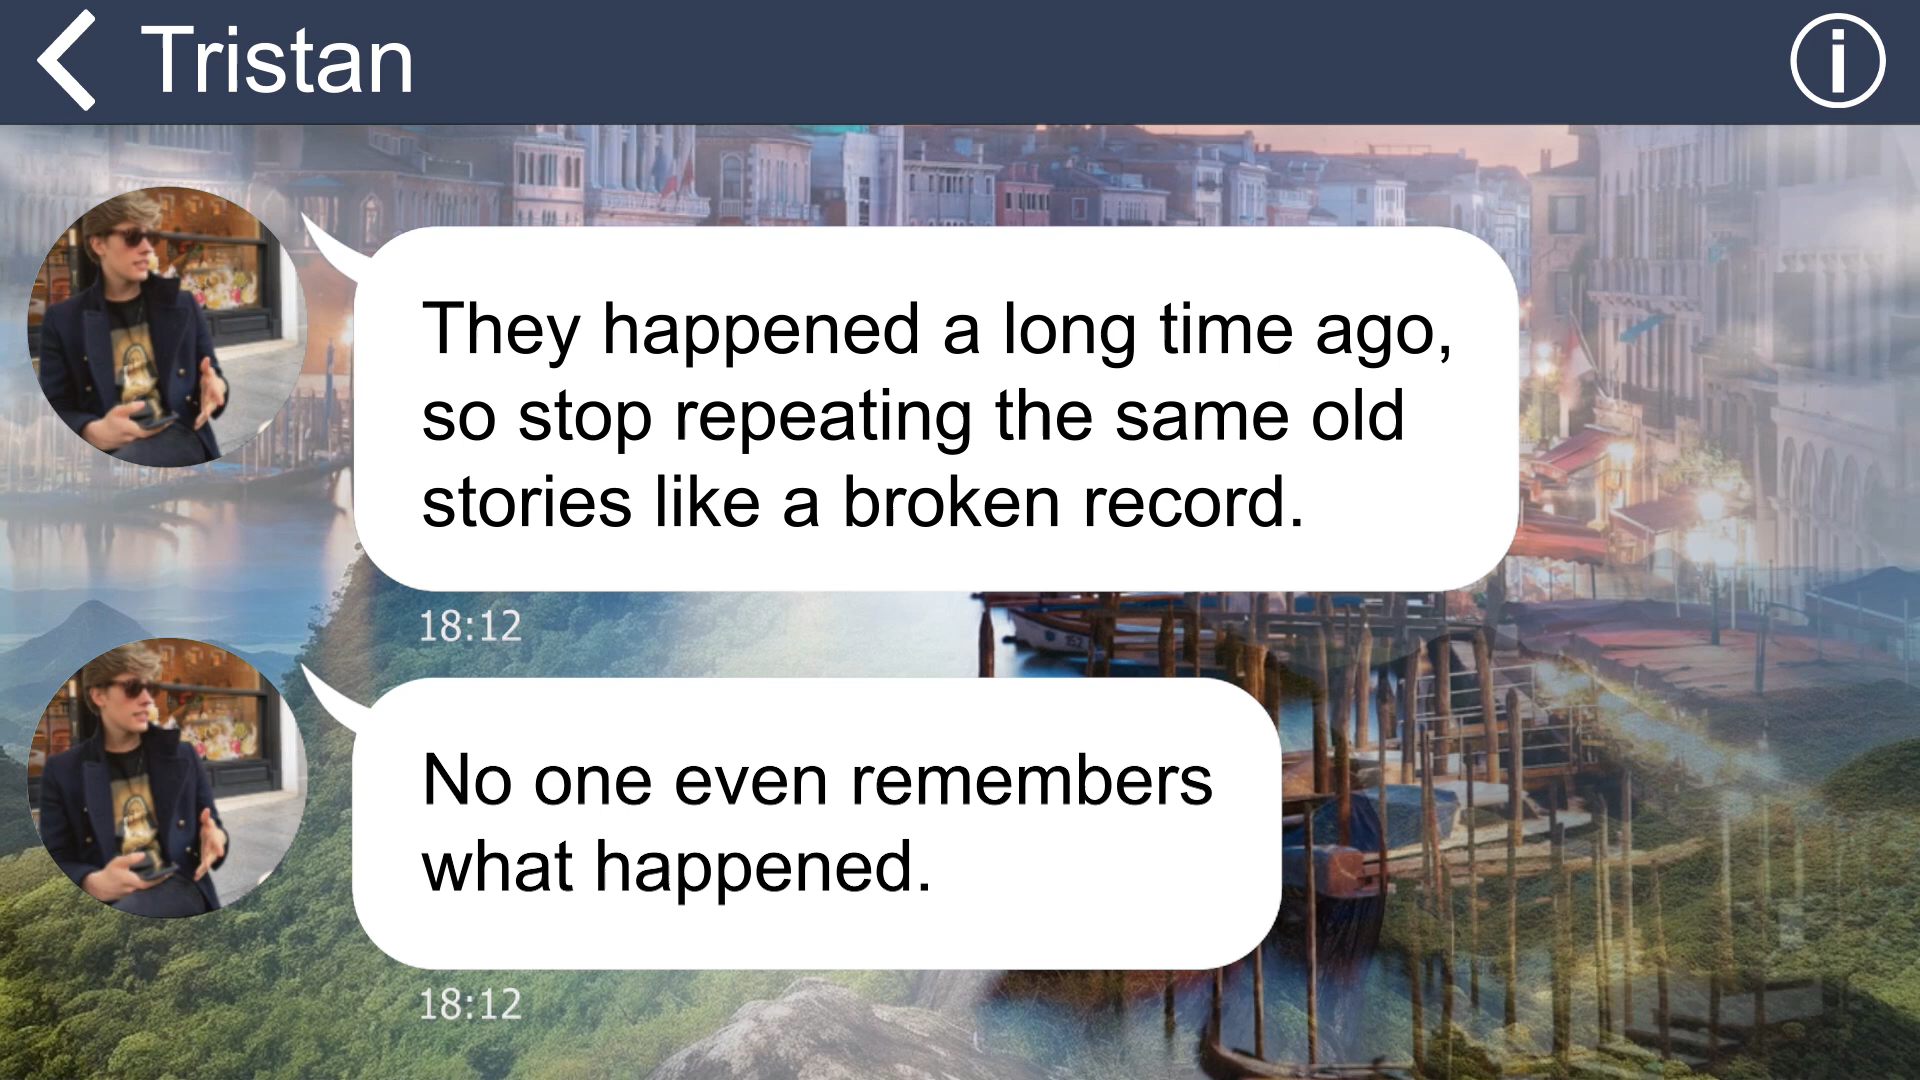 Tristan
They happened a long time ago,
so stop repeating the same old
stories like a broken record.
18:12
No one even remembers
what happened.
18:12